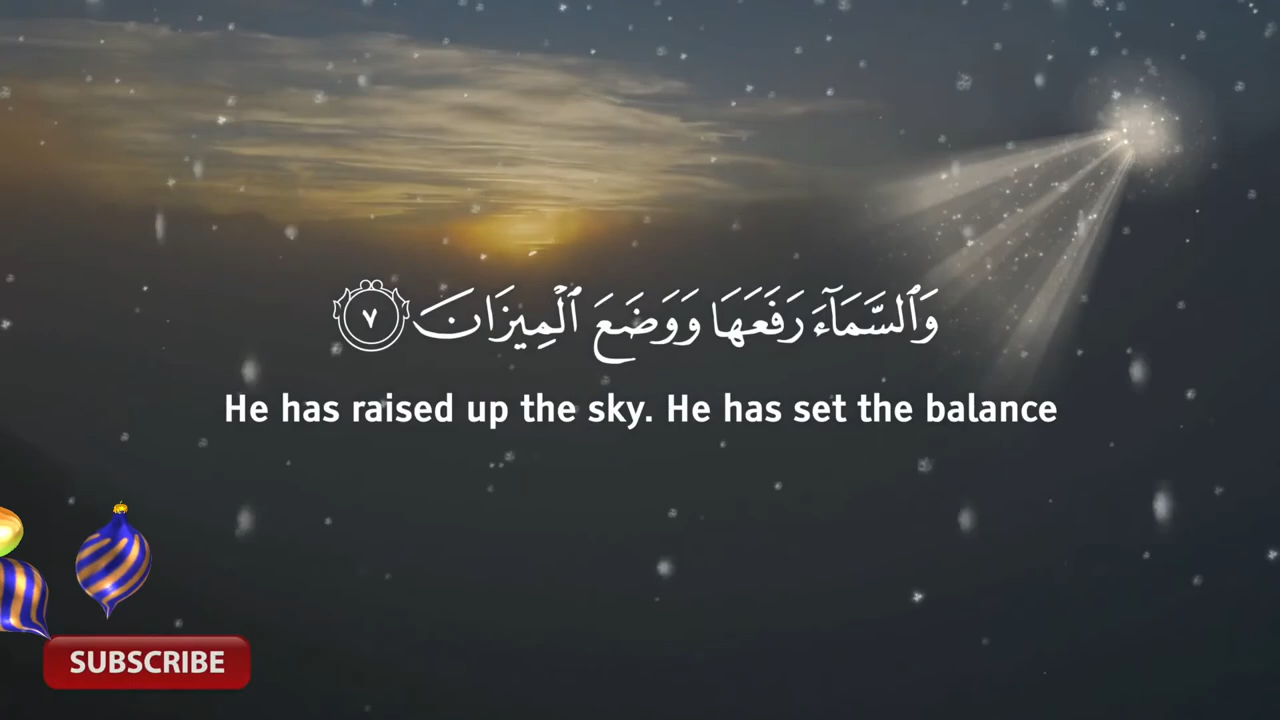 وَٱلسَّمَآءَ رَفَعَهَا وَوَضَعَ ٱلْمِيزَانَ ٧
He has raised up the sky. He has set the balance
SUBSCRIBE